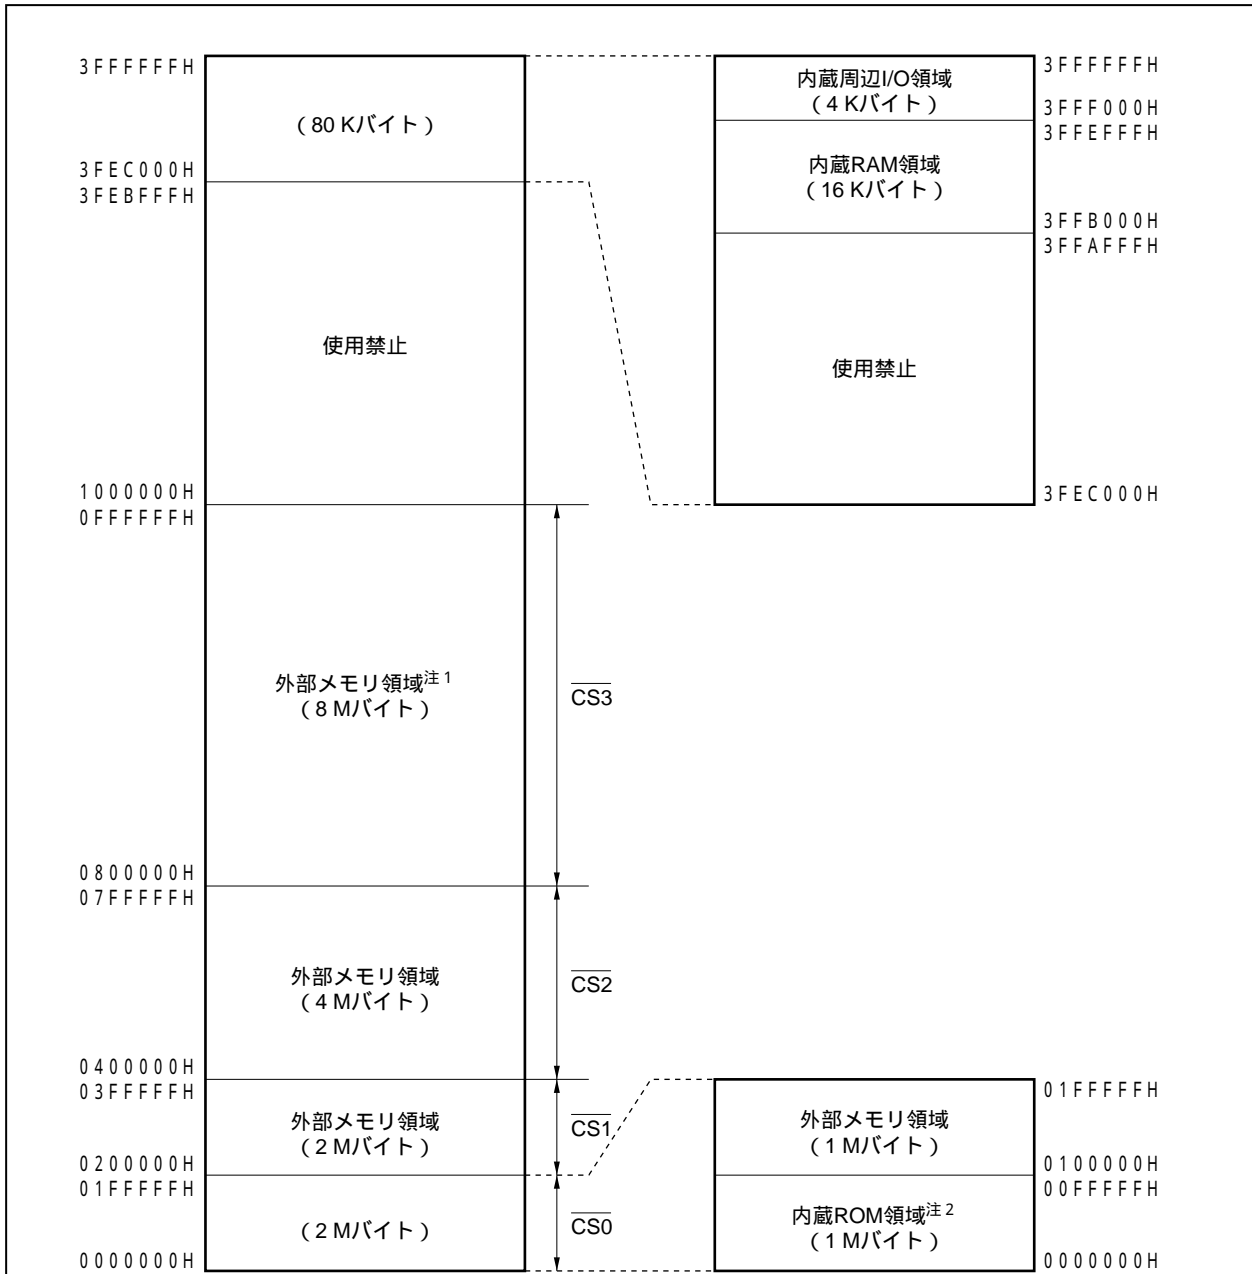 3FFFFFFH
(80 Kバイト)
3FEC000H
3FEBFFFH
使用禁止
1000000H
0FFFFFFH
外部メモリ領域注1
(8 Mバイト)
CS3
0800000H
07FFFFFH
外部メモリ領域
(4 Mバイト)
CS2
0400000H
03FFFFFH
外部メモリ領域
(2 Mバイト)
CS1
0200000H
01FFFFFH
(2 Mバイト)
CS0
0000000H
内蔵周辺I/O領域
(4 Kバイト)
3FFFFFFH
3FFF000H
3FFEFFFH
内蔵RAM領域
(16 Kバイト)
3FFB000H
3FFAFFFH
使用禁止
3FEC000H
01FFFFFH
外部メモリ領域
(1 Mバイト)
0100000H
00FFFFFH
内蔵ROM領域注2
(1 Mバイト)
0000000H